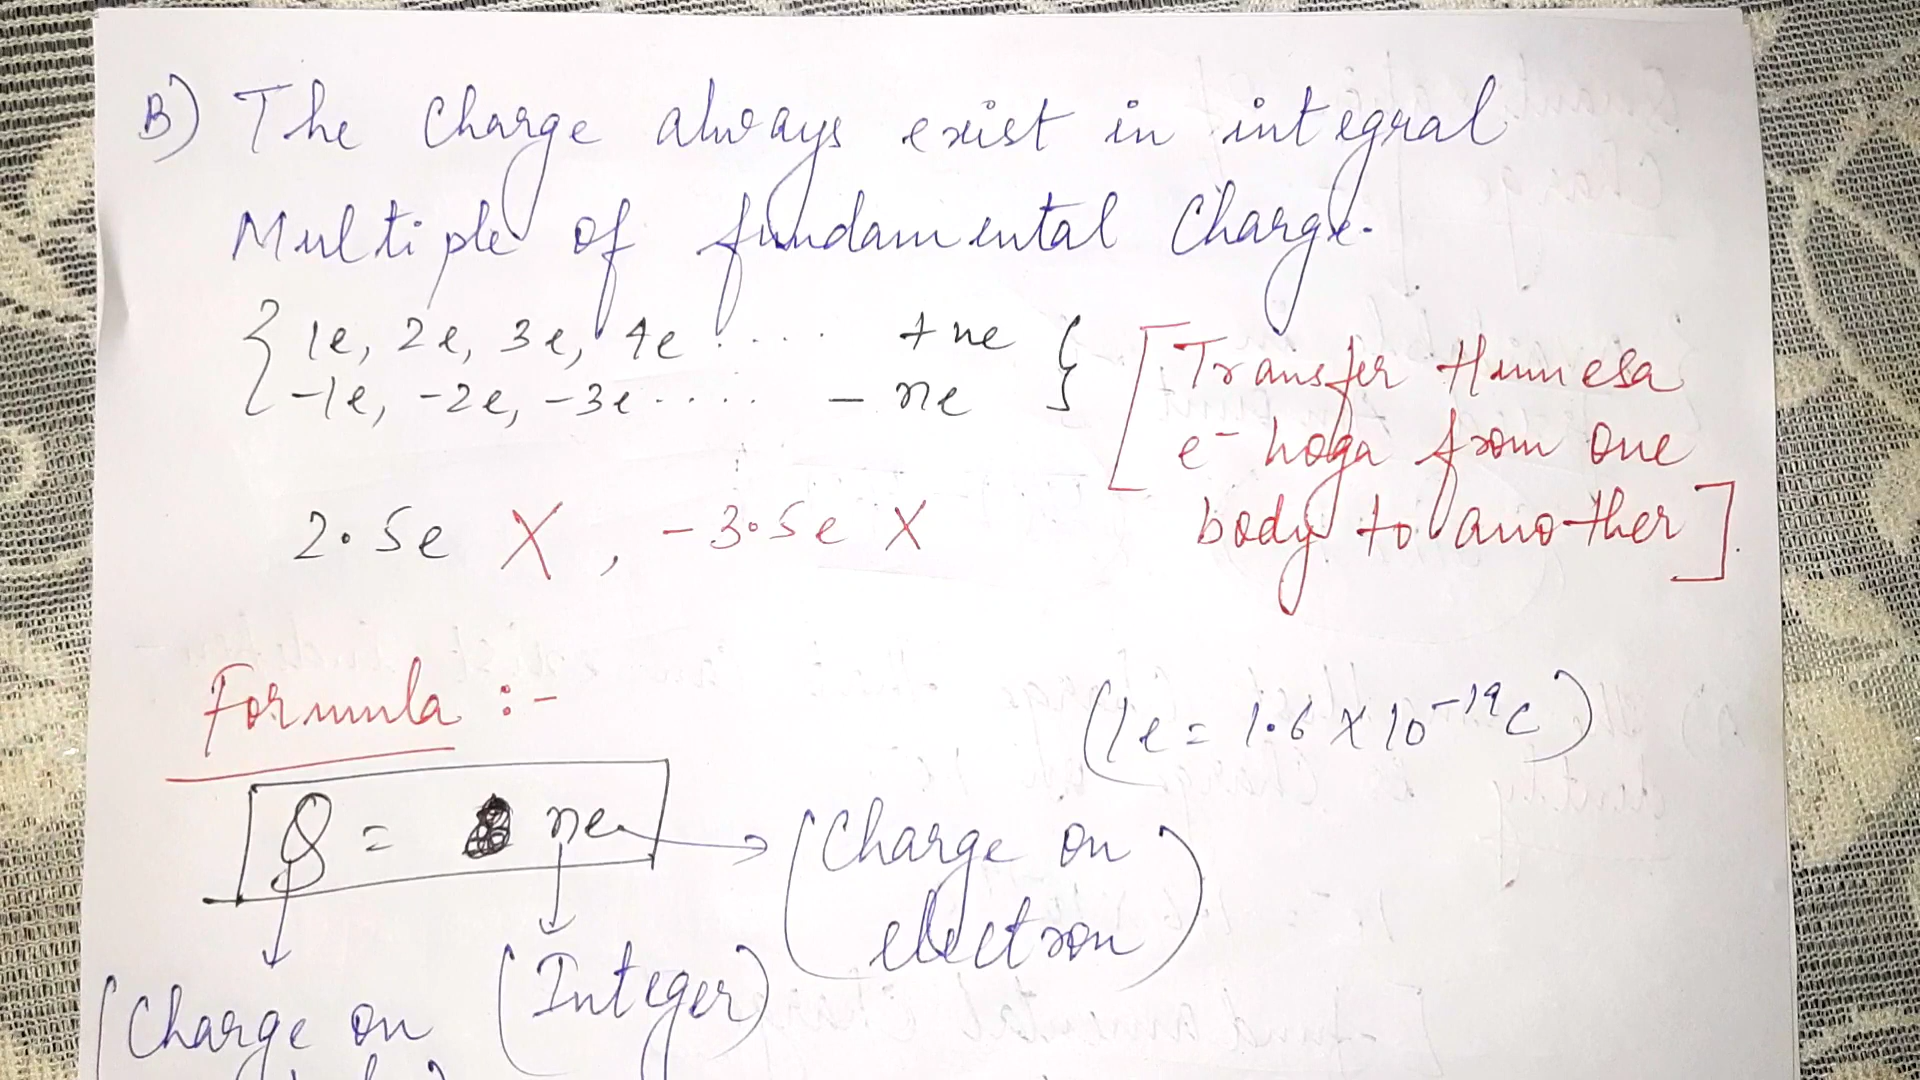 B) The Charge always exist in integral
Multiple of fundamental Charge.
{ 1e, 2e, 3e, 4e ..... +ne }
{ -1e, -2e, -3e ..... - ne }
[Transfer Humesa
e⁻ hoga from one
body to another].
2.5e X, -3.5e X
Formula :-
(1e = 1.6 X 10⁻¹⁹C)
Q = ne
(Charge on
electron)
(Integer)
(Charge on